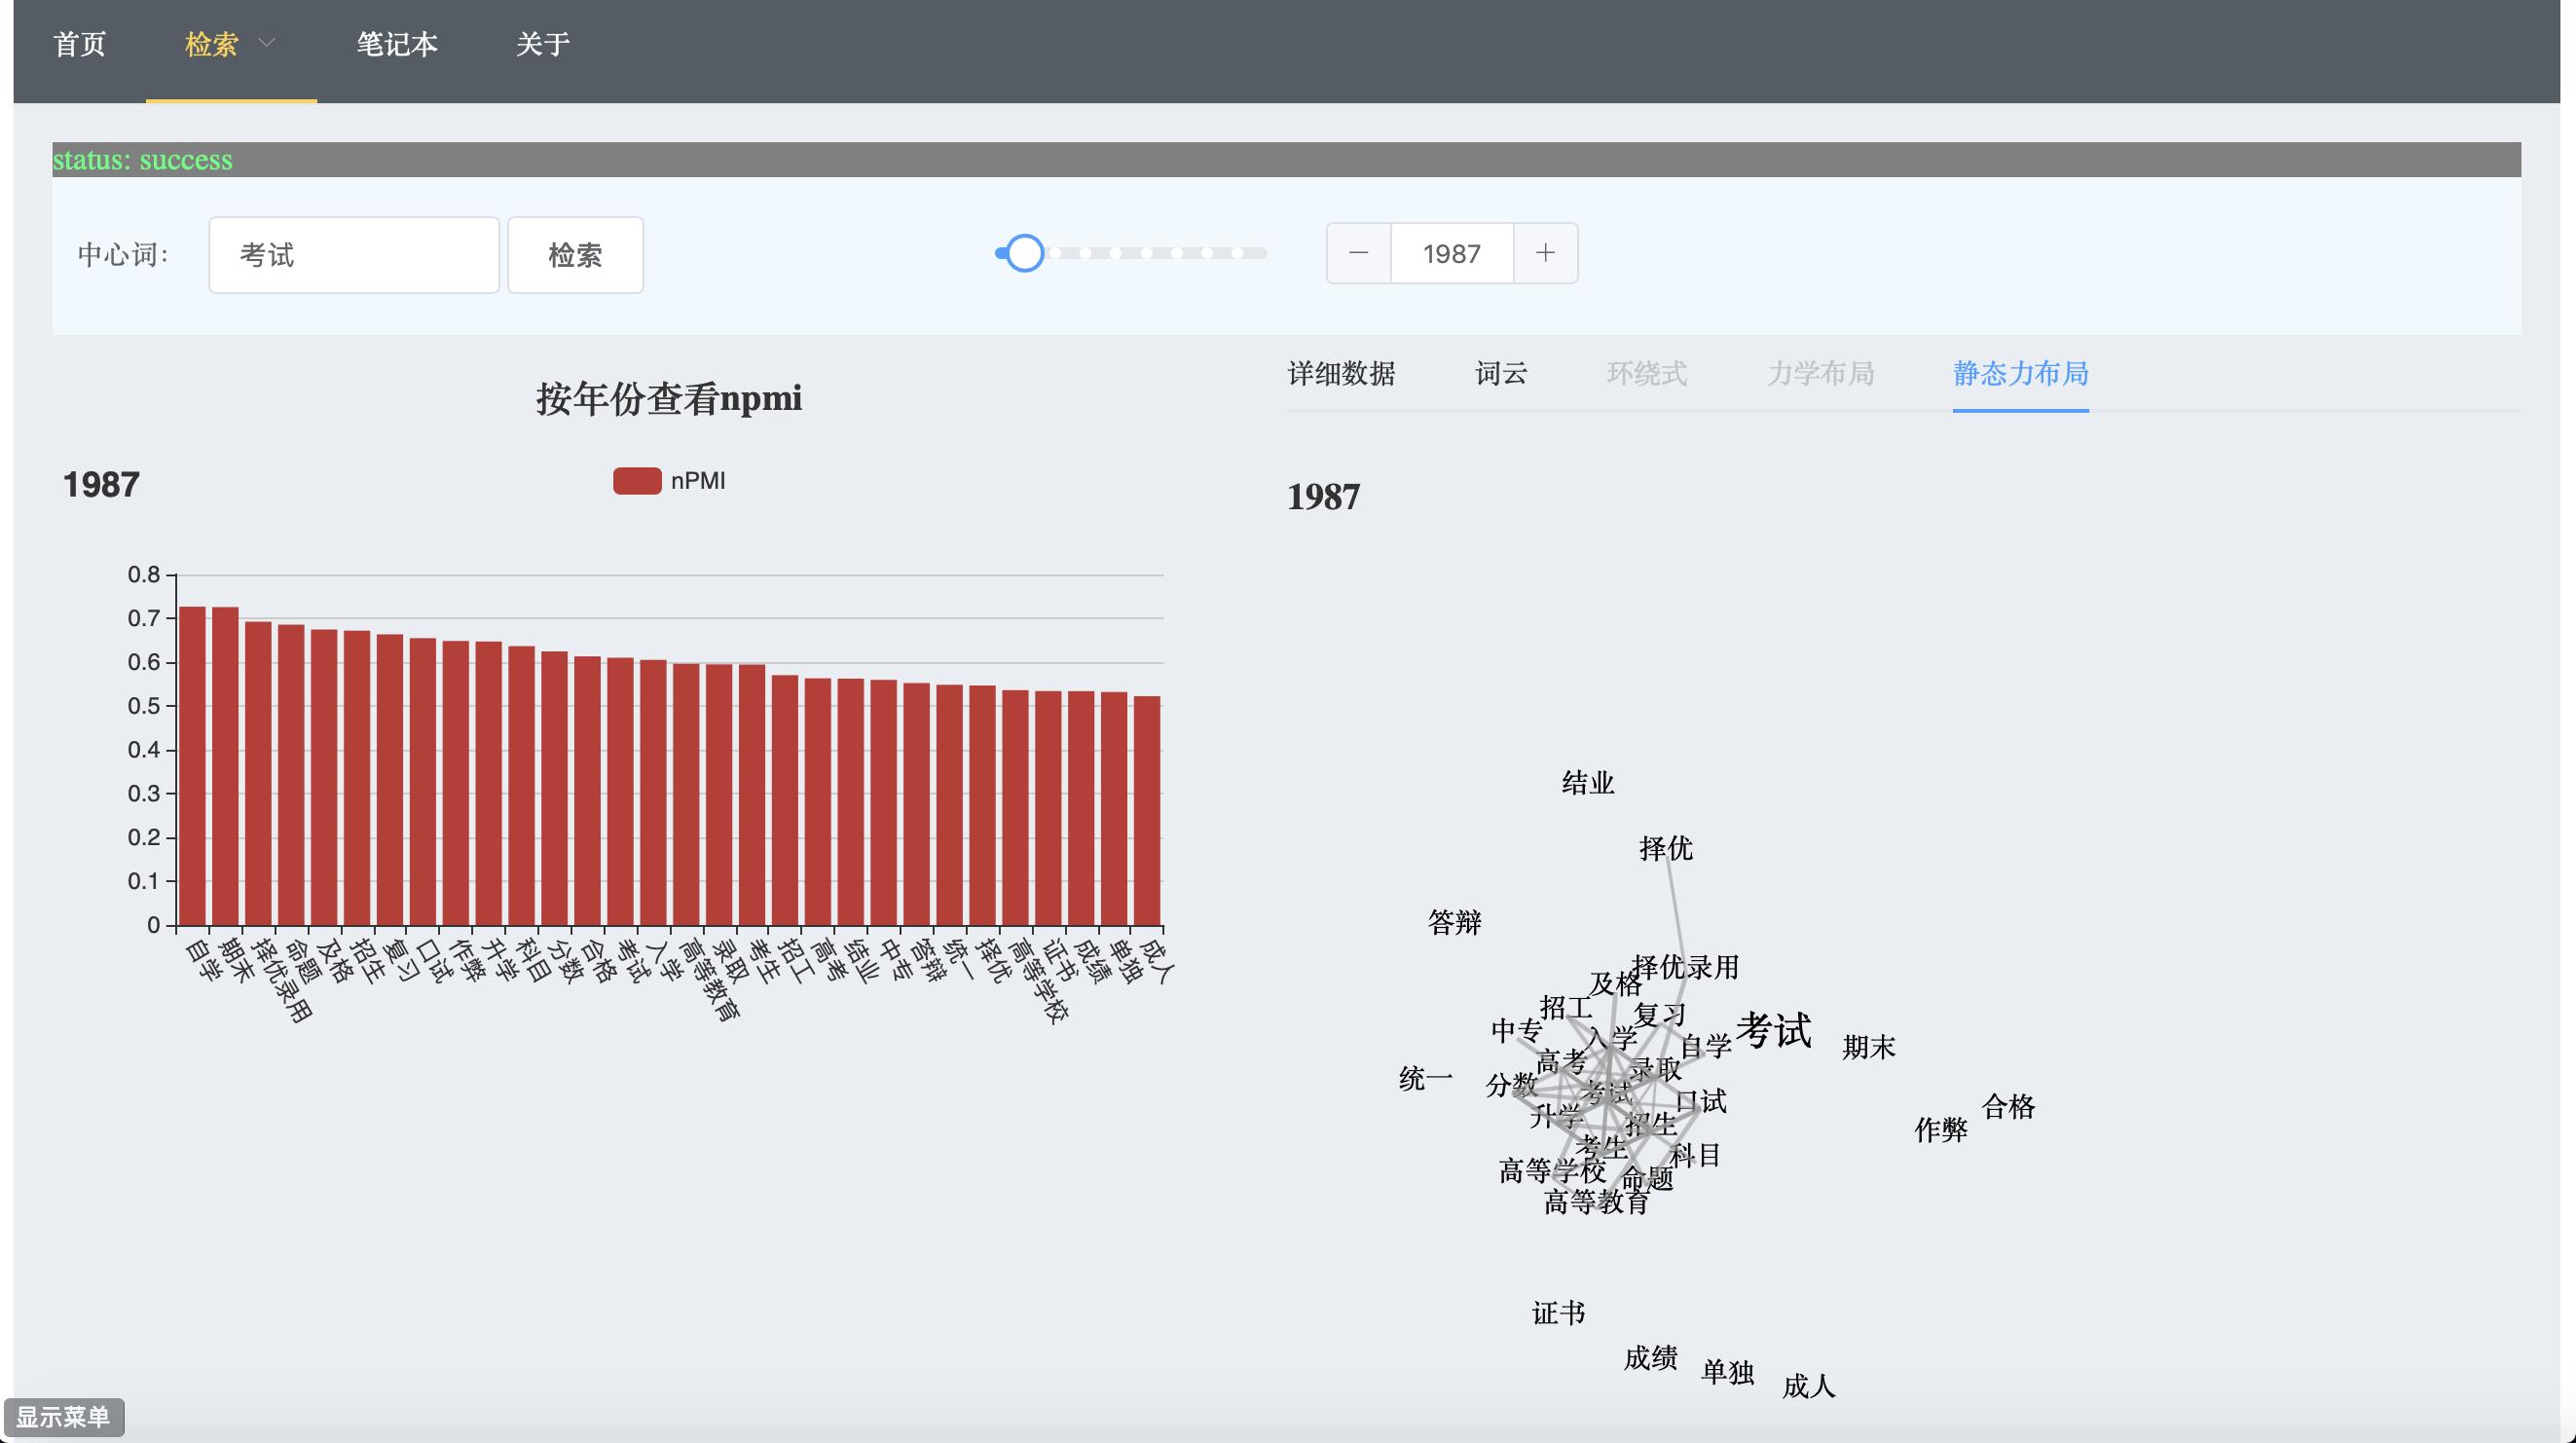 首页 检索 笔记本 关于
status: success
中心词: 考试 检索 1987
详细数据 词云 环绕式 力学布局 静态力布局
按年份查看npmi
1987
nPMI
0.8
0.7
0.6
0.5
0.4
0.3
0.2
0.1
0
自学 期末 择优录用 命题 及格 招生 复习 口试 作弊 升学 科目 分数 合格 考试 入学 高等教育 录取 考生 招工 高考 结业 中专 答辩 统一 择优 高等学校 证书 成绩 单独 成人
1987
结业
择优
答辩
择优录用
及格
招工 复习
中专 入学 自学 考试 期末
高考 录取
统一 分数 考试 口试 合格
升学 招生 作弊
考生 科目
高等学校 命题
高等教育
证书
成绩 单独 成人
显示菜单